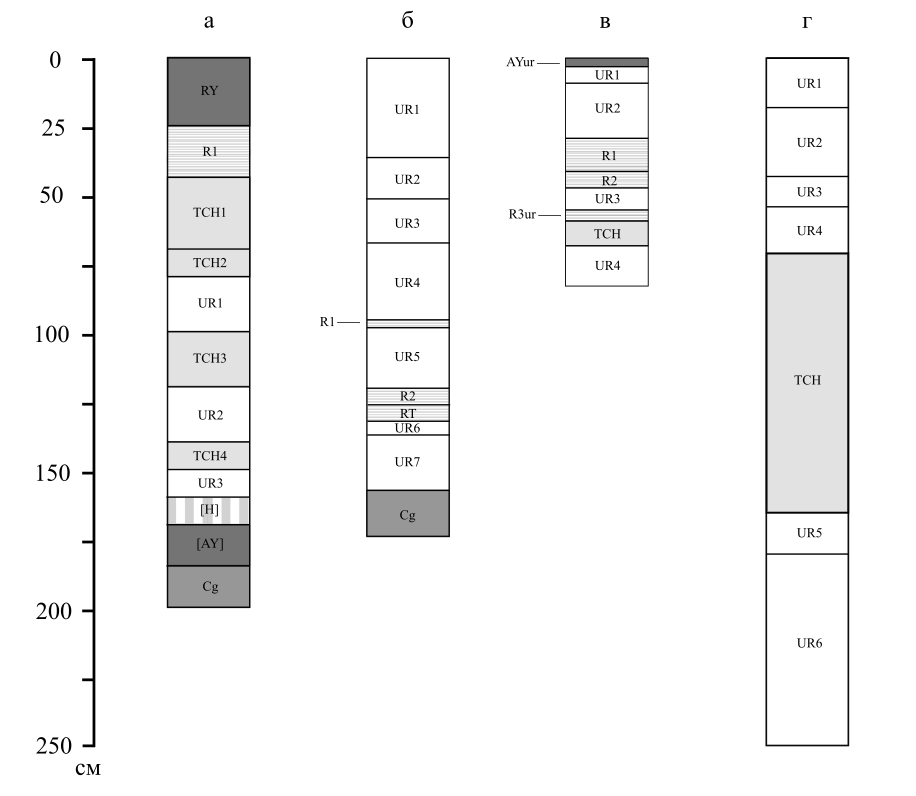 а б в г
0
25
50
100
150
200
250
см
RY
R1
TCH1
TCH2
UR1
TCH3
UR2
TCH4
UR3
[H]
[AY]
Cg
UR1
UR2
UR3
UR4
R1
UR5
R2
RT
UR6
UR7
Cg
AYur
UR1
UR2
R1
R2
UR3
R3ur
TCH
UR4
UR1
UR2
UR3
UR4
TCH
UR5
UR6